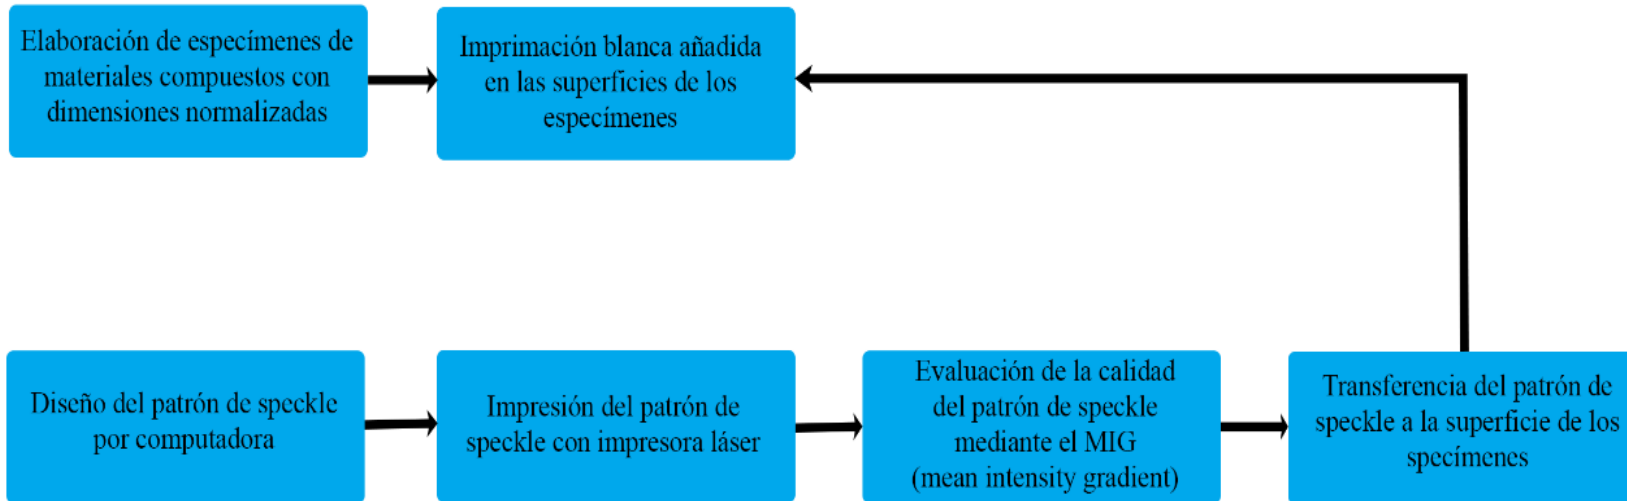 Elaboración de especímenes de
materiales compuestos con
dimensiones normalizadas
Imprimación blanca añadida
en las superficies de los
especímenes
Diseño del patrón de speckle
por computadora
Impresión del patrón de
speckle con impresora láser
Evaluación de la calidad
del patrón de speckle
mediante el MIG
(mean intensity gradient)
Transferencia del patrón de
speckle a la superficie de los
specímenes